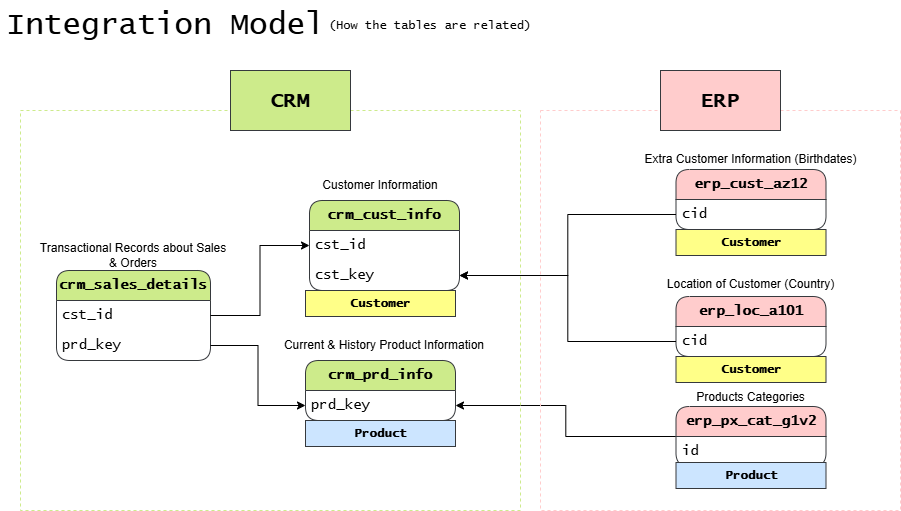 Integration Model (How the tables are related)
CRM
ERP
Transactional Records about Sales
& Orders
crm_sales_details
cst_id
prd_key
Customer Information
crm_cust_info
cst_id
cst_key
Customer
Current & History Product Information
crm_prd_info
prd_key
Product
Extra Customer Information (Birthdates)
erp_cust_az12
cid
Customer
Location of Customer (Country)
erp_loc_a101
cid
Customer
Products Categories
erp_px_cat_g1v2
id
Product